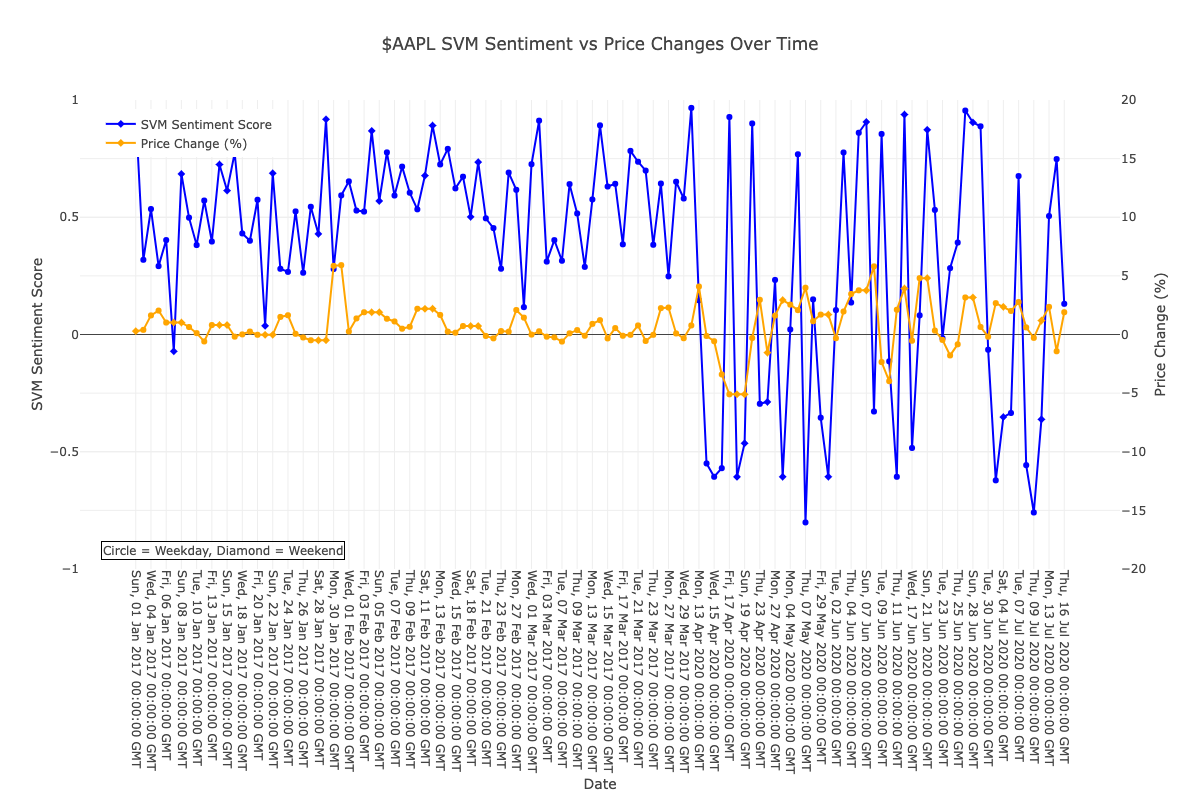 $AAPL SVM Sentiment vs Price Changes Over Time
SVM Sentiment Score
Price Change (%)
1
0.5
0
−0.5
−1
SVM Sentiment Score
20
15
10
5
0
−5
−10
−15
−20
Price Change (%)
Circle = Weekday, Diamond = Weekend
Sun, 01 Jan 2017 00:00:00 GMT
Wed, 04 Jan 2017 00:00:00 GMT
Fri, 06 Jan 2017 00:00:00 GMT
Sun, 08 Jan 2017 00:00:00 GMT
Tue, 10 Jan 2017 00:00:00 GMT
Fri, 13 Jan 2017 00:00:00 GMT
Sun, 15 Jan 2017 00:00:00 GMT
Wed, 18 Jan 2017 00:00:00 GMT
Fri, 20 Jan 2017 00:00:00 GMT
Sun, 22 Jan 2017 00:00:00 GMT
Tue, 24 Jan 2017 00:00:00 GMT
Thu, 26 Jan 2017 00:00:00 GMT
Sat, 28 Jan 2017 00:00:00 GMT
Mon, 30 Jan 2017 00:00:00 GMT
Wed, 01 Feb 2017 00:00:00 GMT
Fri, 03 Feb 2017 00:00:00 GMT
Sun, 05 Feb 2017 00:00:00 GMT
Tue, 07 Feb 2017 00:00:00 GMT
Thu, 09 Feb 2017 00:00:00 GMT
Sat, 11 Feb 2017 00:00:00 GMT
Mon, 13 Feb 2017 00:00:00 GMT
Wed, 15 Feb 2017 00:00:00 GMT
Sat, 18 Feb 2017 00:00:00 GMT
Tue, 21 Feb 2017 00:00:00 GMT
Thu, 23 Feb 2017 00:00:00 GMT
Mon, 27 Feb 2017 00:00:00 GMT
Wed, 01 Mar 2017 00:00:00 GMT
Fri, 03 Mar 2017 00:00:00 GMT
Tue, 07 Mar 2017 00:00:00 GMT
Thu, 09 Mar 2017 00:00:00 GMT
Mon, 13 Mar 2017 00:00:00 GMT
Wed, 15 Mar 2017 00:00:00 GMT
Fri, 17 Mar 2017 00:00:00 GMT
Tue, 21 Mar 2017 00:00:00 GMT
Thu, 23 Mar 2017 00:00:00 GMT
Mon, 27 Mar 2017 00:00:00 GMT
Wed, 29 Mar 2017 00:00:00 GMT
Mon, 13 Apr 2020 00:00:00 GMT
Wed, 15 Apr 2020 00:00:00 GMT
Fri, 17 Apr 2020 00:00:00 GMT
Sun, 19 Apr 2020 00:00:00 GMT
Thu, 23 Apr 2020 00:00:00 GMT
Mon, 27 Apr 2020 00:00:00 GMT
Mon, 04 May 2020 00:00:00 GMT
Thu, 07 May 2020 00:00:00 GMT
Fri, 29 May 2020 00:00:00 GMT
Tue, 02 Jun 2020 00:00:00 GMT
Thu, 04 Jun 2020 00:00:00 GMT
Sun, 07 Jun 2020 00:00:00 GMT
Tue, 09 Jun 2020 00:00:00 GMT
Thu, 11 Jun 2020 00:00:00 GMT
Wed, 17 Jun 2020 00:00:00 GMT
Sun, 21 Jun 2020 00:00:00 GMT
Tue, 23 Jun 2020 00:00:00 GMT
Thu, 25 Jun 2020 00:00:00 GMT
Sun, 28 Jun 2020 00:00:00 GMT
Tue, 30 Jun 2020 00:00:00 GMT
Sat, 04 Jul 2020 00:00:00 GMT
Tue, 07 Jul 2020 00:00:00 GMT
Thu, 09 Jul 2020 00:00:00 GMT
Mon, 13 Jul 2020 00:00:00 GMT
Thu, 16 Jul 2020 00:00:00 GMT
Date